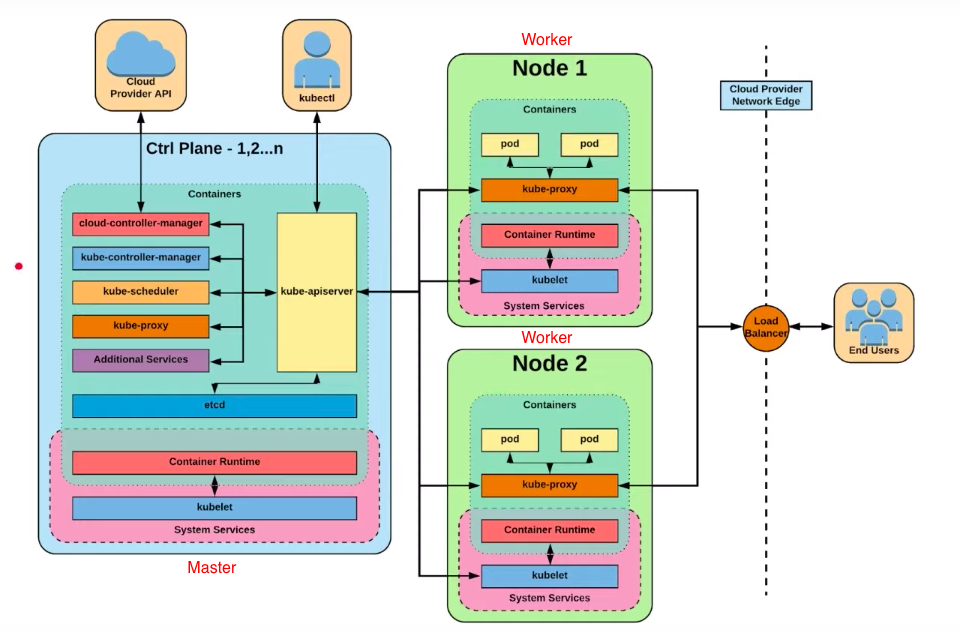 Cloud
Provider API
kubectl
Ctrl Plane - 1,2...n
Containers
cloud-controller-manager
kube-controller-manager
kube-scheduler
kube-proxy
Additional Services
kube-apiserver
etcd
Container Runtime
kubelet
System Services
Master
Worker
Node 1
Containers
pod
pod
kube-proxy
Container Runtime
kubelet
System Services
Worker
Node 2
Containers
pod
pod
kube-proxy
Container Runtime
kubelet
System Services
Cloud Provider
Network Edge
Load
Balancer
End Users